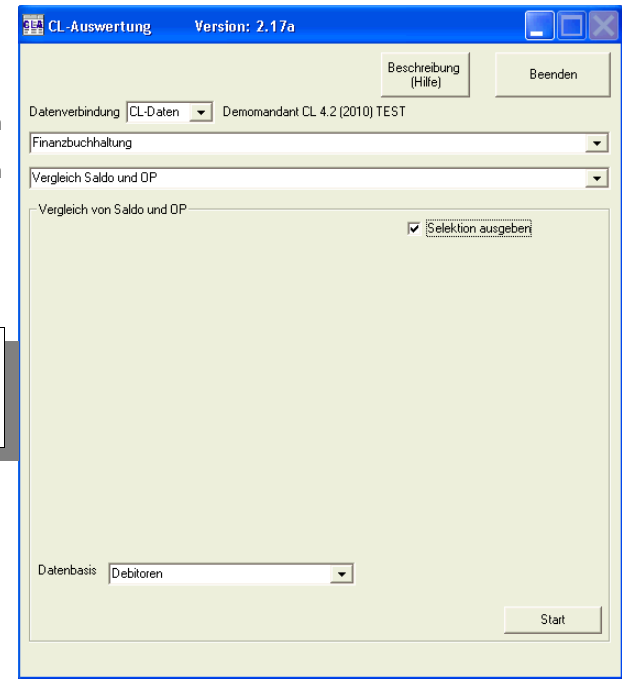 CL-Auswertung Version: 2.17a
Beschreibung
(Hilfe)
Beenden
Datenverbindung CL-Daten Demomandant CL 4.2 (2010) TEST
Finanzbuchhaltung
Vergleich Saldo und OP
Vergleich von Saldo und OP
Selektion ausgeben
Datenbasis Debitoren
Start